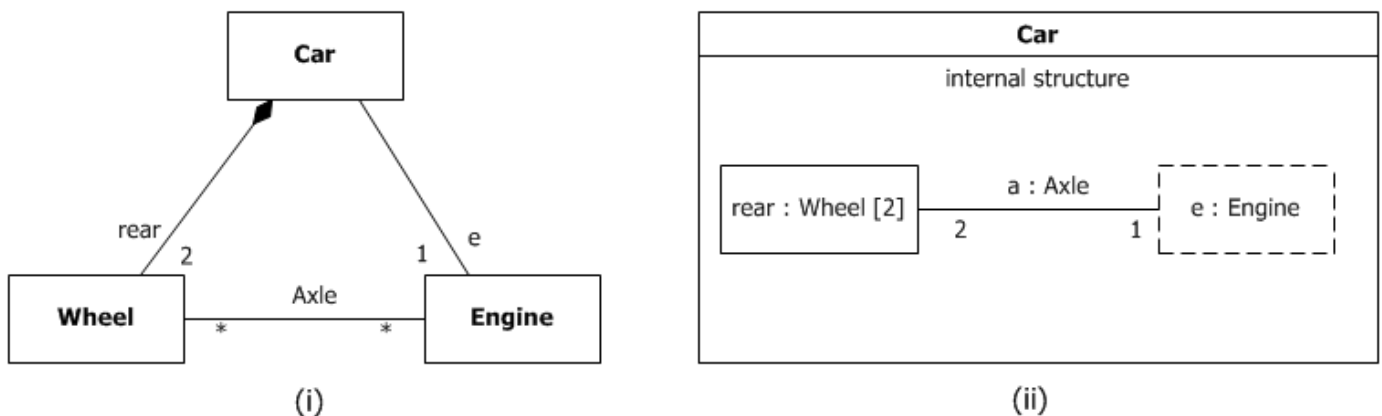 Car
rear
2
1
e
Wheel
Axle
*
*
Engine
(i)
Car
internal structure
rear : Wheel [2]
a : Axle
2
1
e : Engine
(ii)